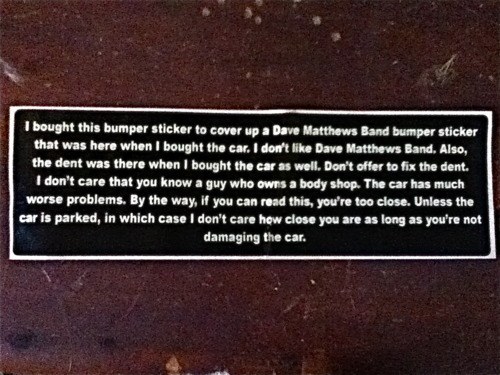 I bought this bumper sticker to cover up a Dave Matthews Band bumper sticker
that was here when I bought the car. I don't like Dave Matthews Band. Also,
the dent was there when I bought the car as well. Don't offer to fix the dent.
I don't care that you know a guy who owns a body shop. The car has much
worse problems. By the way, if you can read this, you're too close. Unless the
car is parked, in which case I don't care how close you are as long as you're not
damaging the car.